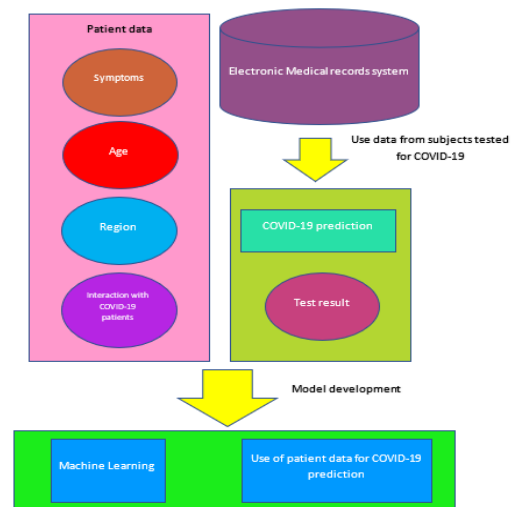 Patient data
Symptoms
Age
Region
Interaction with
COVID-19
patients
Electronic Medical records system
Use data from subjects tested
for COVID-19
COVID-19 prediction
Test result
Model development
Machine Learning
Use of patient data for COVID-19
prediction